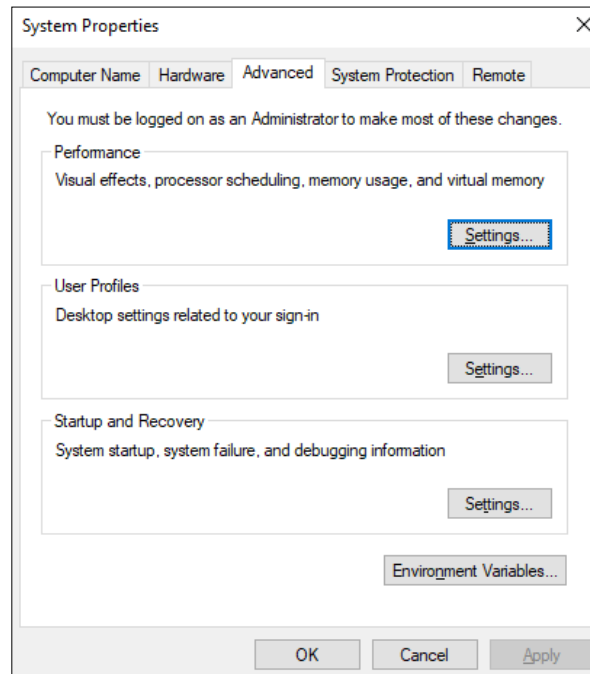 System Properties
Computer Name Hardware Advanced System Protection Remote
You must be logged on as an Administrator to make most of these changes.
Performance
Visual effects, processor scheduling, memory usage, and virtual memory
Settings...
User Profiles
Desktop settings related to your sign-in
Settings...
Startup and Recovery
System startup, system failure, and debugging information
Settings...
Environment Variables...
OK Cancel Apply